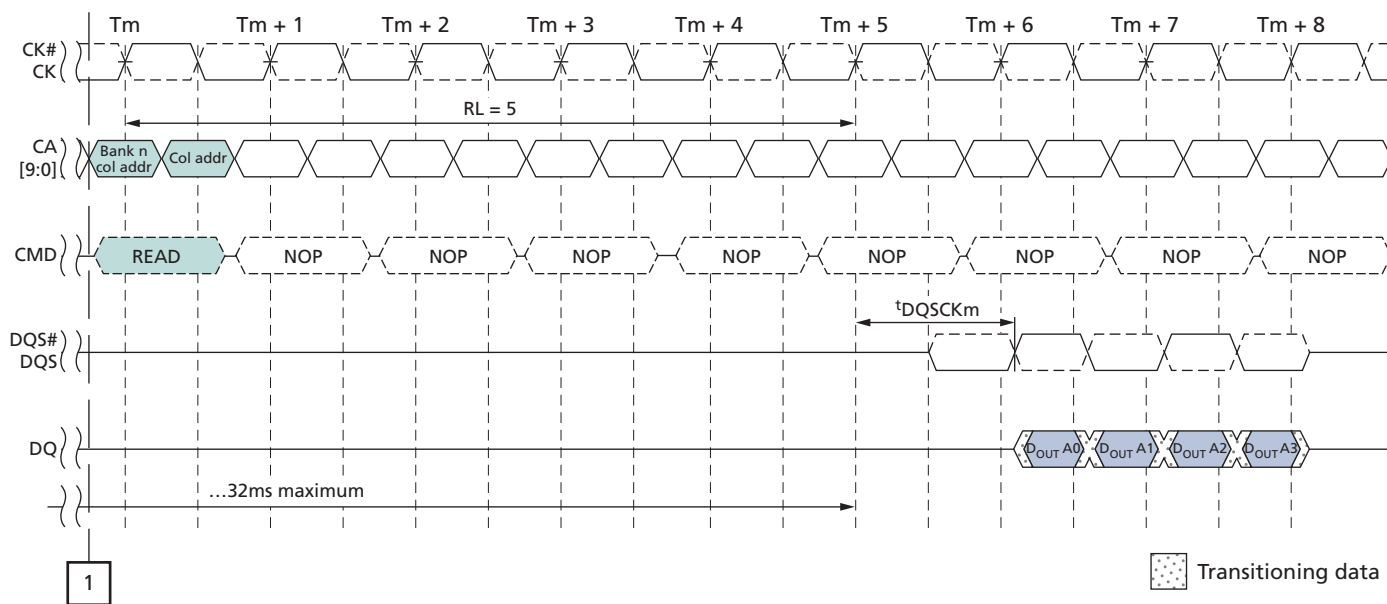 Tm Tm + 1 Tm + 2 Tm + 3 Tm + 4 Tm + 5 Tm + 6 Tm + 7 Tm + 8
CK#
CK
RL = 5
CA
[9:0]
Bank n
col addr
Col addr
CMD
READ NOP NOP NOP NOP NOP NOP NOP NOP
tDQSCKm
DQS#
DQS
DQ
DOUT A0 DOUT A1 DOUT A2 DOUT A3
...32ms maximum
1
Transitioning data